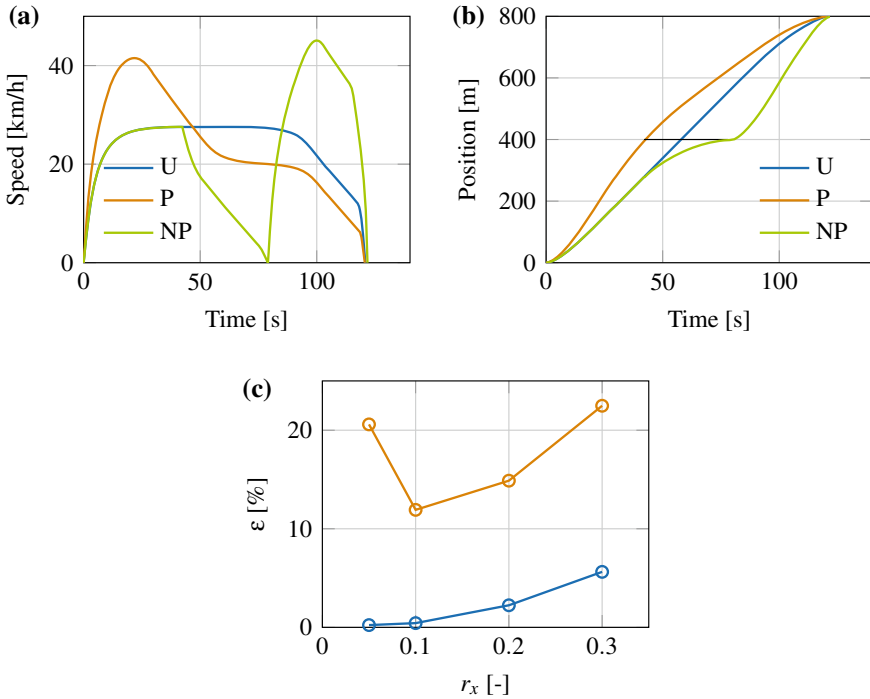 (a)
Speed [km/h]
40
20
0
U
P
NP
0
50
100
Time [s]
(b)
Position [m]
800
600
400
200
0
U
P
NP
0
50
100
Time [s]
(c)
ε [%]
20
10
0
0
0.1
0.2
0.3
r_x [-]